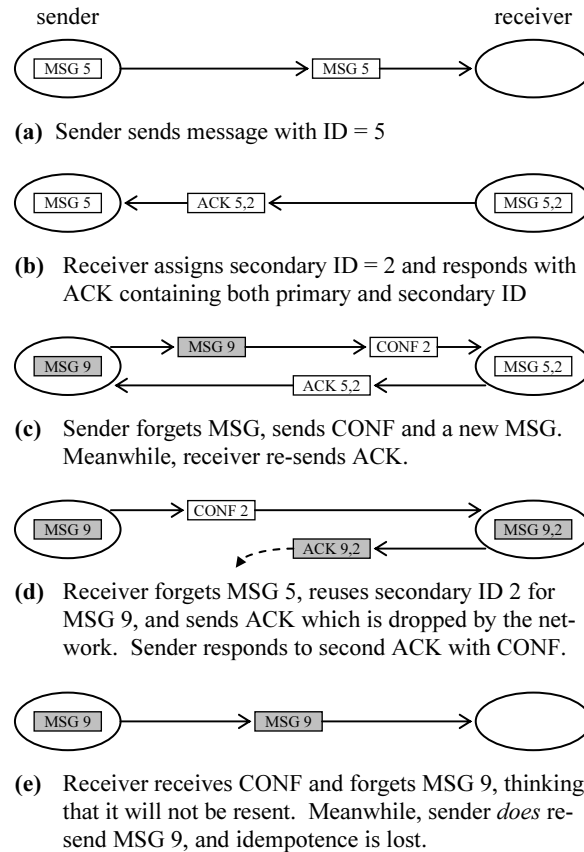 sender receiver
MSG 5 MSG 5
(a) Sender sends message with ID = 5
MSG 5 ACK 5,2 MSG 5,2
(b) Receiver assigns secondary ID = 2 and responds with
ACK containing both primary and secondary ID
MSG 9 CONF 2
MSG 9 MSG 5,2
ACK 5,2
(c) Sender forgets MSG, sends CONF and a new MSG.
Meanwhile, receiver re-sends ACK.
CONF 2
MSG 9 MSG 9,2
ACK 9,2
(d) Receiver forgets MSG 5, reuses secondary ID 2 for
MSG 9, and sends ACK which is dropped by the net-
work. Sender responds to second ACK with CONF.
MSG 9 MSG 9
(e) Receiver receives CONF and forgets MSG 9, thinking
that it will not be resent. Meanwhile, sender does re-
send MSG 9, and idempotence is lost.